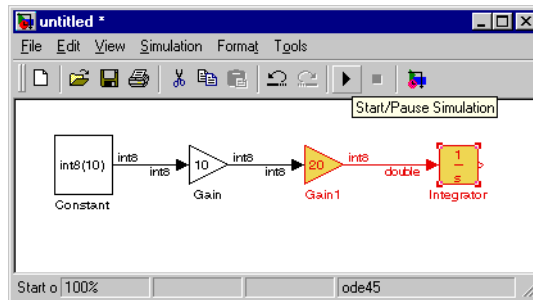 untitled *
File Edit View Simulation Format Tools
Start/Pause Simulation
int8(10) int8 int8 10 int8 int8 20 int8 double 1/s
Constant Gain Gain1 Integrator
Start o 100% ode45